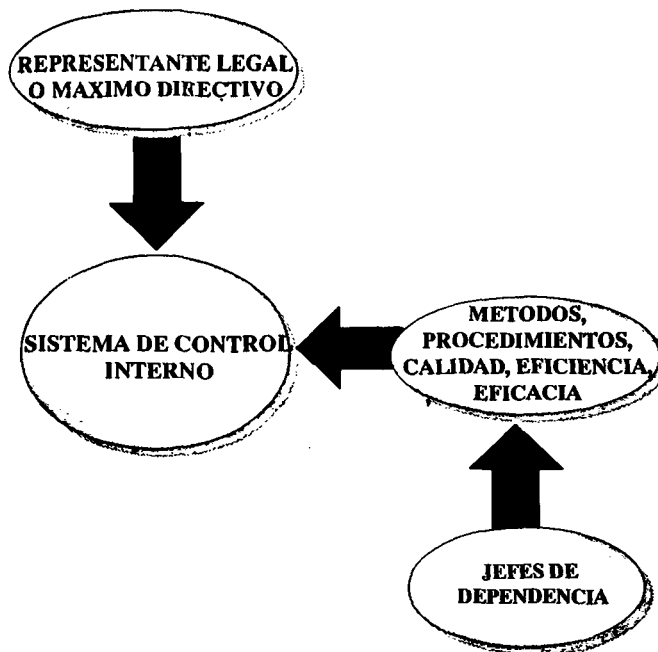 REPRESENTANTE LEGAL
O MAXIMO DIRECTIVO
SISTEMA DE CONTROL
INTERNO
METODOS,
PROCEDIMIENTOS,
CALIDAD, EFICIENCIA,
EFICACIA
JEFES DE
DEPENDENCIA